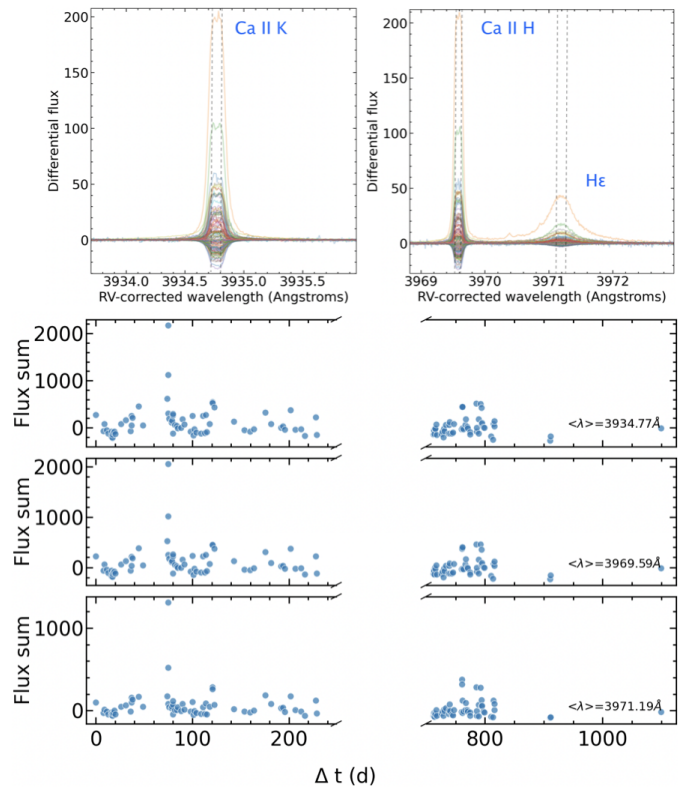 Ca II K
Ca II H
Hε
Differential flux
200
150
100
50
0
3934.0 3934.5 3935.0 3935.5
RV-corrected wavelength (Angstroms)
Differential flux
200
150
100
50
0
3969 3970 3971 3972
RV-corrected wavelength (Angstroms)
Flux sum
2000
1000
0
<λ>=3934.77Å
Flux sum
2000
1000
0
<λ>=3969.59Å
Flux sum
1000
0
<λ>=3971.19Å
0 100 200 800 1000
Δ t (d)